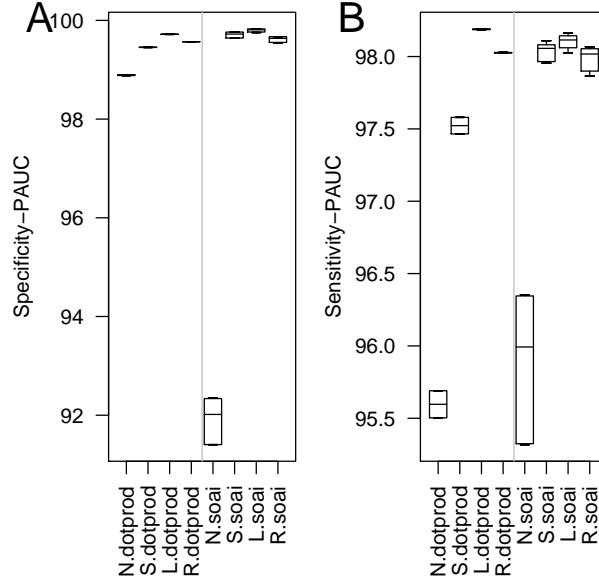 A
B
Specificity−PAUC
100
98
96
94
92
N.dotprod
S.dotprod
L.dotprod
R.dotprod
N.soai
S.soai
L.soai
R.soai
Sensitivity−PAUC
98.0
97.5
97.0
96.5
96.0
95.5
N.dotprod
S.dotprod
L.dotprod
R.dotprod
N.soai
S.soai
L.soai
R.soai